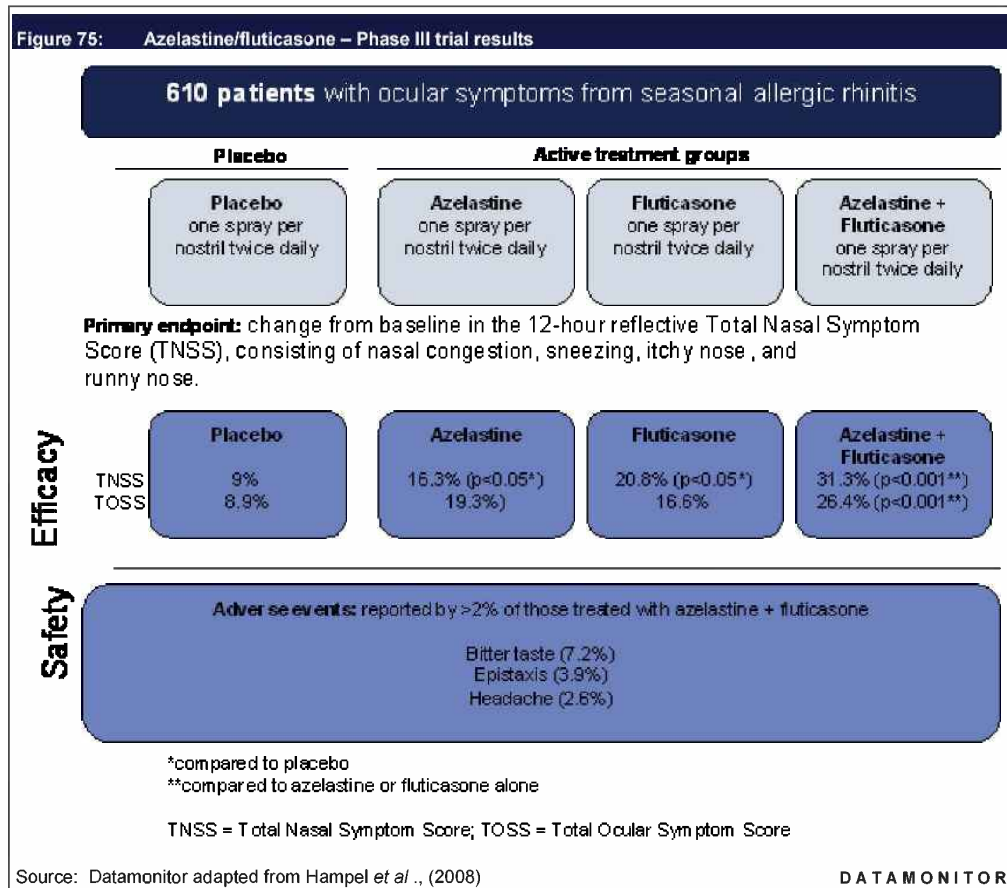 Figure 75: Azelastine/fluticasone – Phase III trial results
610 patients with ocular symptoms from seasonal allergic rhinitis
Placebo
Active treatment groups
Placebo
one spray per
nostril twice daily
Azelastine
one spray per
nostril twice daily
Fluticasone
one spray per
nostril twice daily
Azelastine +
Fluticasone
one spray per
nostril twice daily
Primary endpoint: change from baseline in the 12-hour reflective Total Nasal Symptom
Score (TNSS), consisting of nasal congestion, sneezing, itchy nose , and
runny nose.
Efficacy
TNSS
TOSS
Placebo
9%
8.9%
Azelastine
16.3% (p<0.05*)
19.3%)
Fluticasone
20.8% (p<0.05*)
16.6%
Azelastine +
Fluticasone
31.3% (p<0.001**)
26.4% (p<0.001**)
Safety
Adverse events: reported by >2% of those treated with azelastine + fluticasone
Bitter taste (7.2%)
Epistaxis (3.9%)
Headache (2.6%)
*compared to placebo
**compared to azelastine or fluticasone alone
TNSS = Total Nasal Symptom Score; TOSS = Total Ocular Symptom Score
Source: Datamonitor adapted from Hampel et al ., (2008)
DATAMONITOR